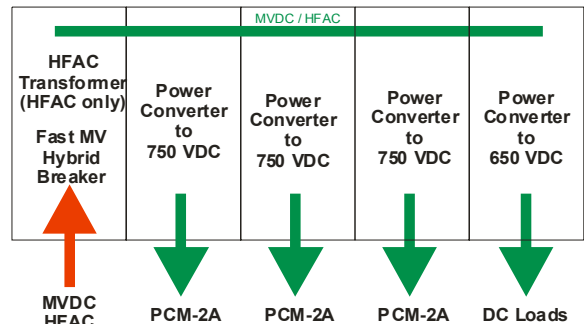 MVDC / HFAC
HFAC
Transformer
(HFAC only)
Fast MV
Hybrid
Breaker
Power
Converter
to
750 VDC
Power
Converter
to
750 VDC
Power
Converter
to
750 VDC
Power
Converter
to
650 VDC
MVDC
HFAC
PCM-2A
PCM-2A
PCM-2A
DC Loads